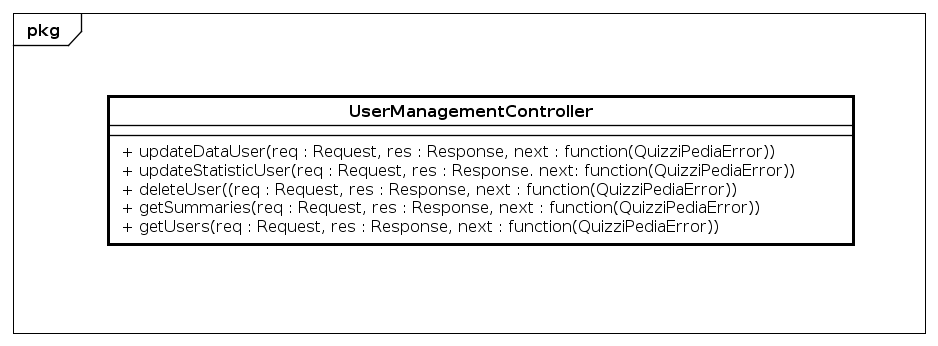 pkg
UserManagementController
+ updateDataUser(req : Request, res : Response, next : function(QuizziPediaError))
+ updateStatisticUser(req : Request, res : Response. next: function(QuizziPediaError))
+ deleteUser((req : Request, res : Response, next : function(QuizziPediaError))
+ getSummaries(req : Request, res : Response, next : function(QuizziPediaError))
+ getUsers(req : Request, res : Response, next : function(QuizziPediaError))